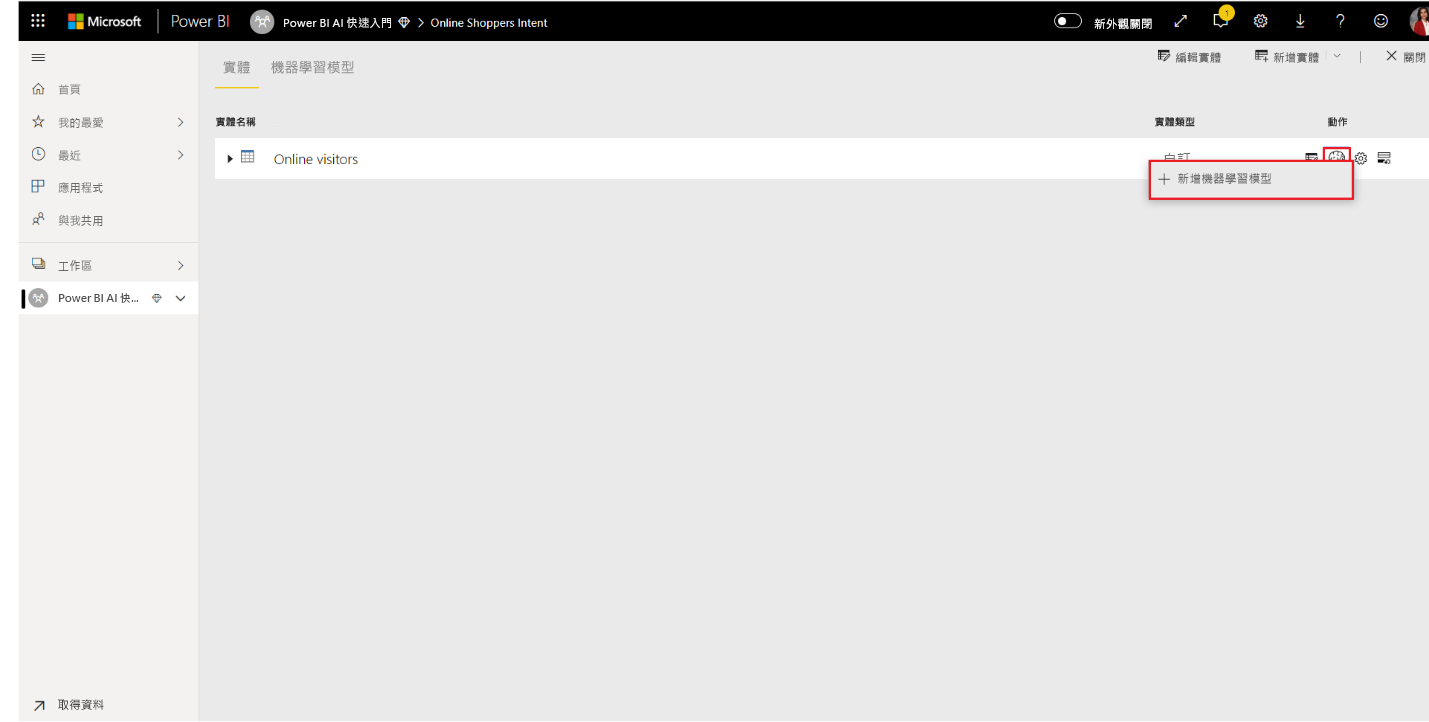 Microsoft Power BI Power BI AI 快速入門 > Online Shoppers Intent 新外觀關閉 1 ?
實體 機器學習模型 編輯實體 新增實體 關閉
首頁
我的最愛
最近
應用程式
與我共用
工作區
Power BI AI 快...
取得資料
實體名稱 實體類型 動作
Online visitors 自訂
新增機器學習模型